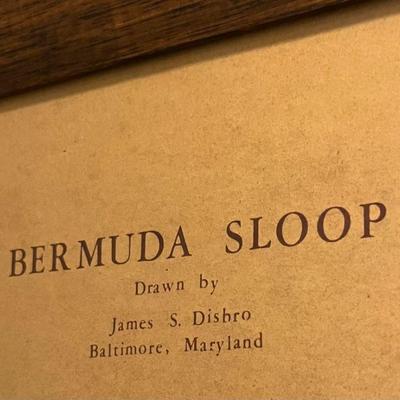 BERMUDA SLOOP
Drawn by
James S. Disbro
Baltimore, Maryland